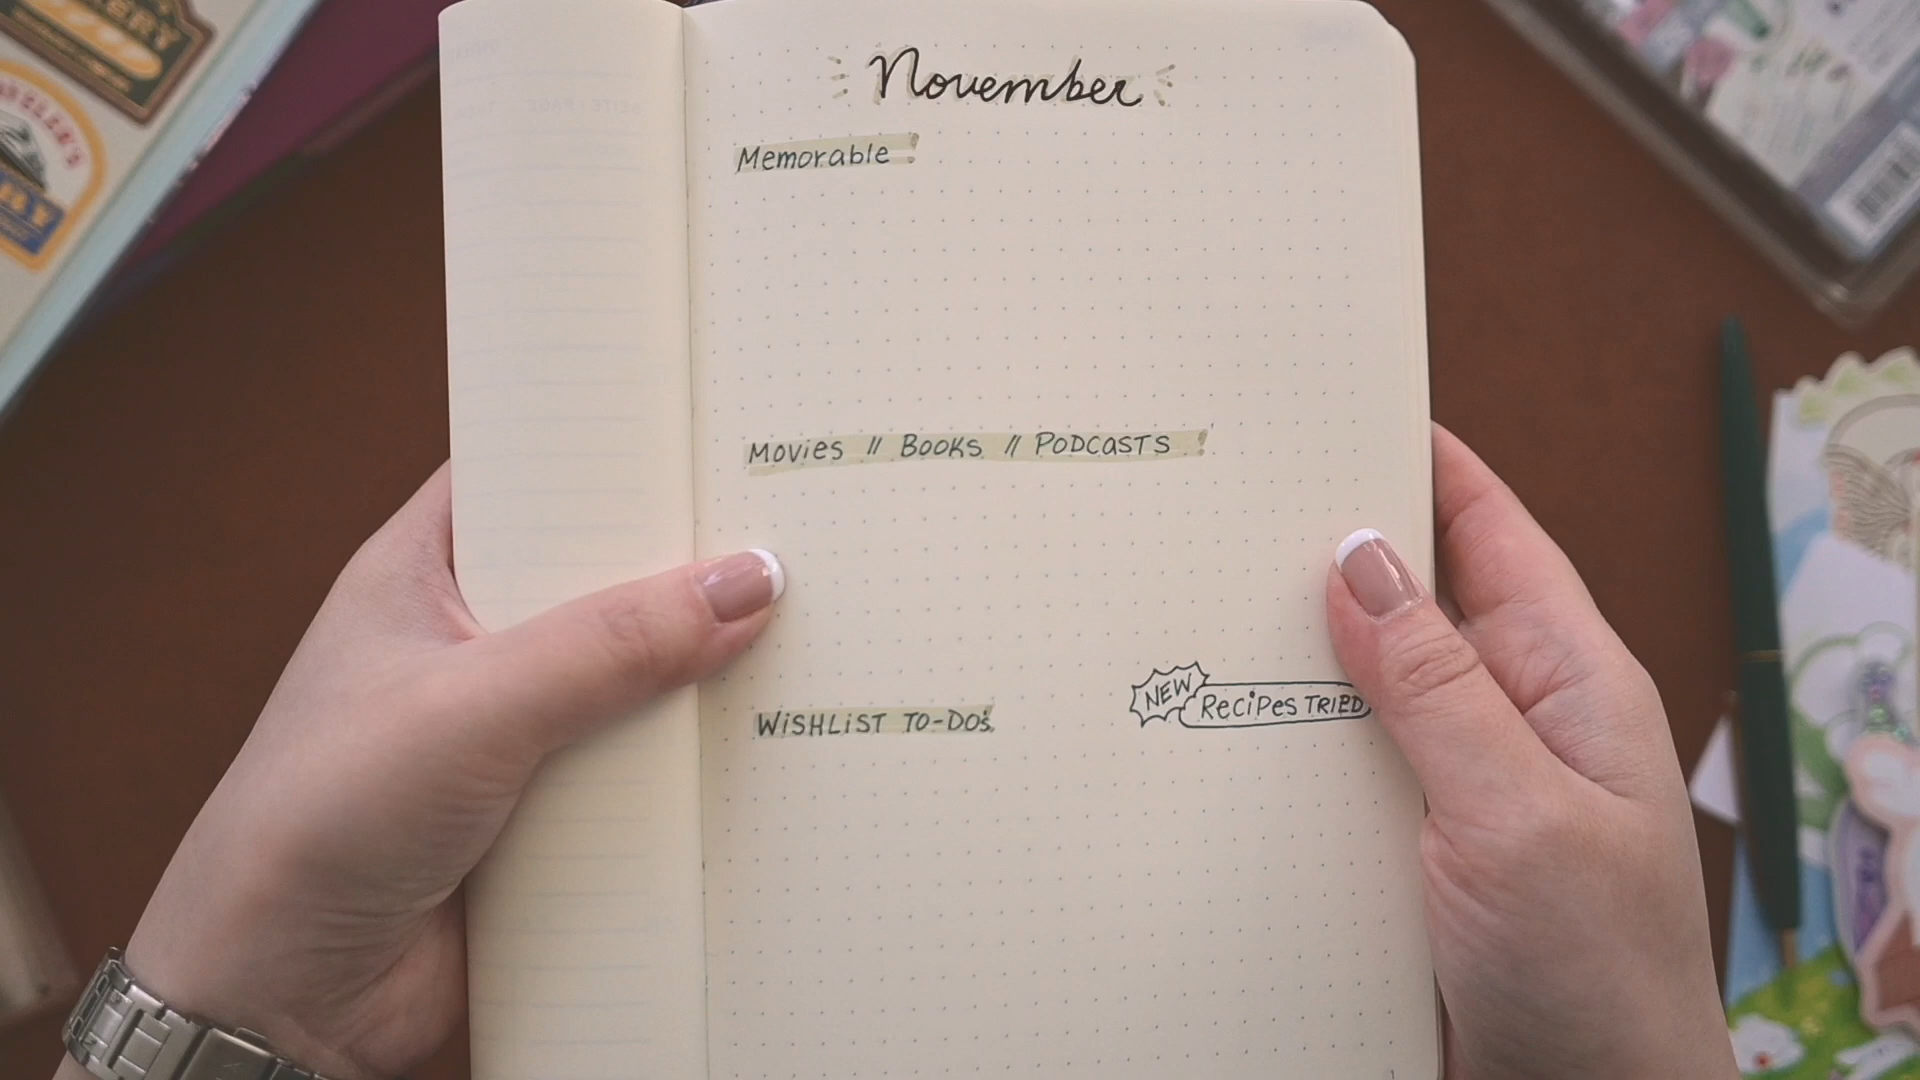 November
Memorable
Movies // Books // Podcasts
Wishlist To-Do's
NEW
Recipes Tried